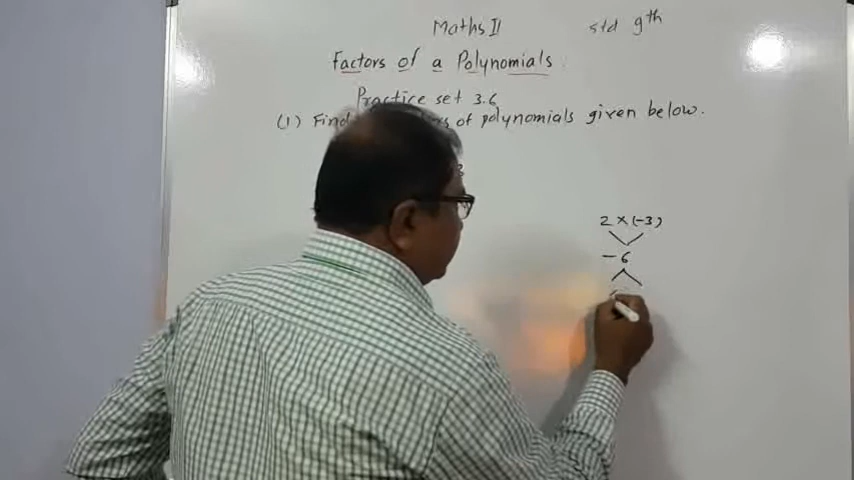 Maths II std 9th
Factors of a Polynomials
Practice set 3.6
(1) Find of polynomials given below.
2 × (-3)
-6